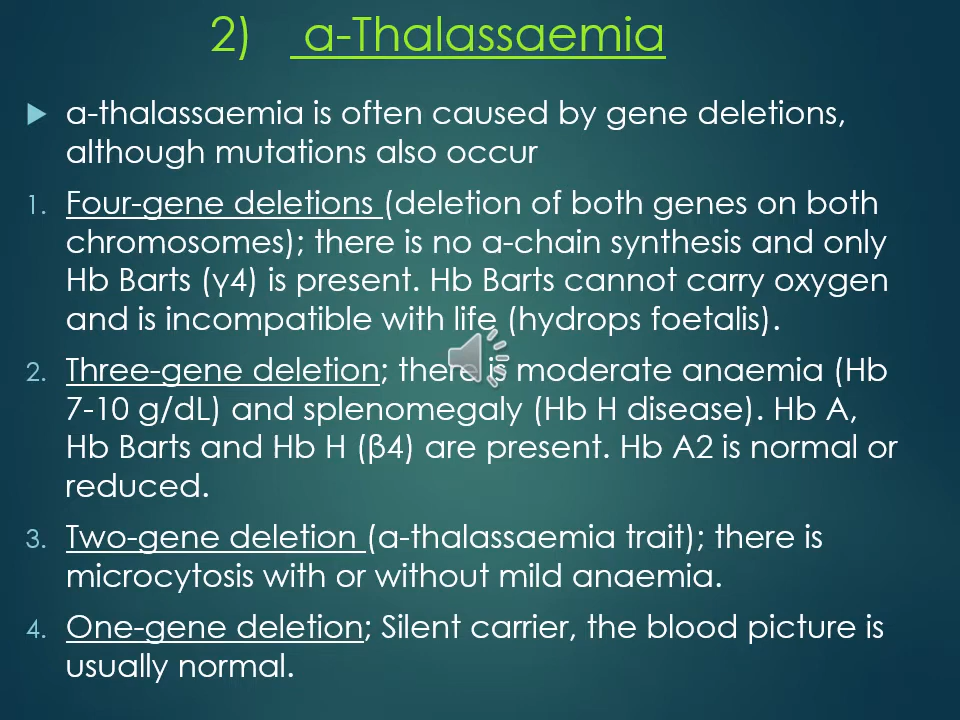 2) α-Thalassaemia
▶ α-thalassaemia is often caused by gene deletions,
although mutations also occur
1. Four-gene deletions (deletion of both genes on both
chromosomes); there is no α-chain synthesis and only
Hb Barts (γ4) is present. Hb Barts cannot carry oxygen
and is incompatible with life (hydrops foetalis).
2. Three-gene deletion; there is moderate anaemia (Hb
7-10 g/dL) and splenomegaly (Hb H disease). Hb A,
Hb Barts and Hb H (β4) are present. Hb A2 is normal or
reduced.
3. Two-gene deletion (α-thalassaemia trait); there is
microcytosis with or without mild anaemia.
4. One-gene deletion; Silent carrier, the blood picture is
usually normal.